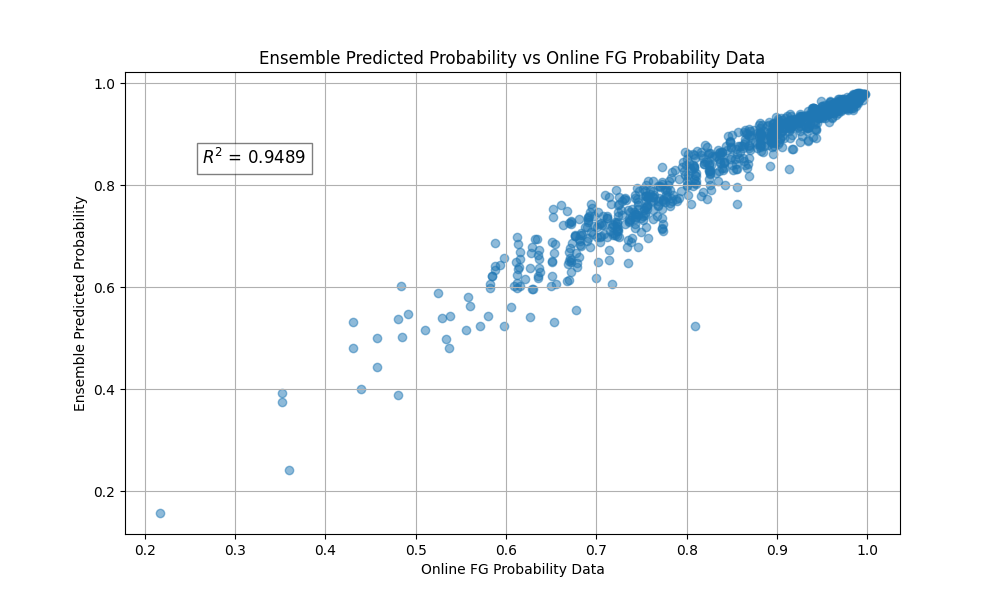 Ensemble Predicted Probability vs Online FG Probability Data
R² = 0.9489
Ensemble Predicted Probability
1.0
0.8
0.6
0.4
0.2
0.2 0.3 0.4 0.5 0.6 0.7 0.8 0.9 1.0
Online FG Probability Data